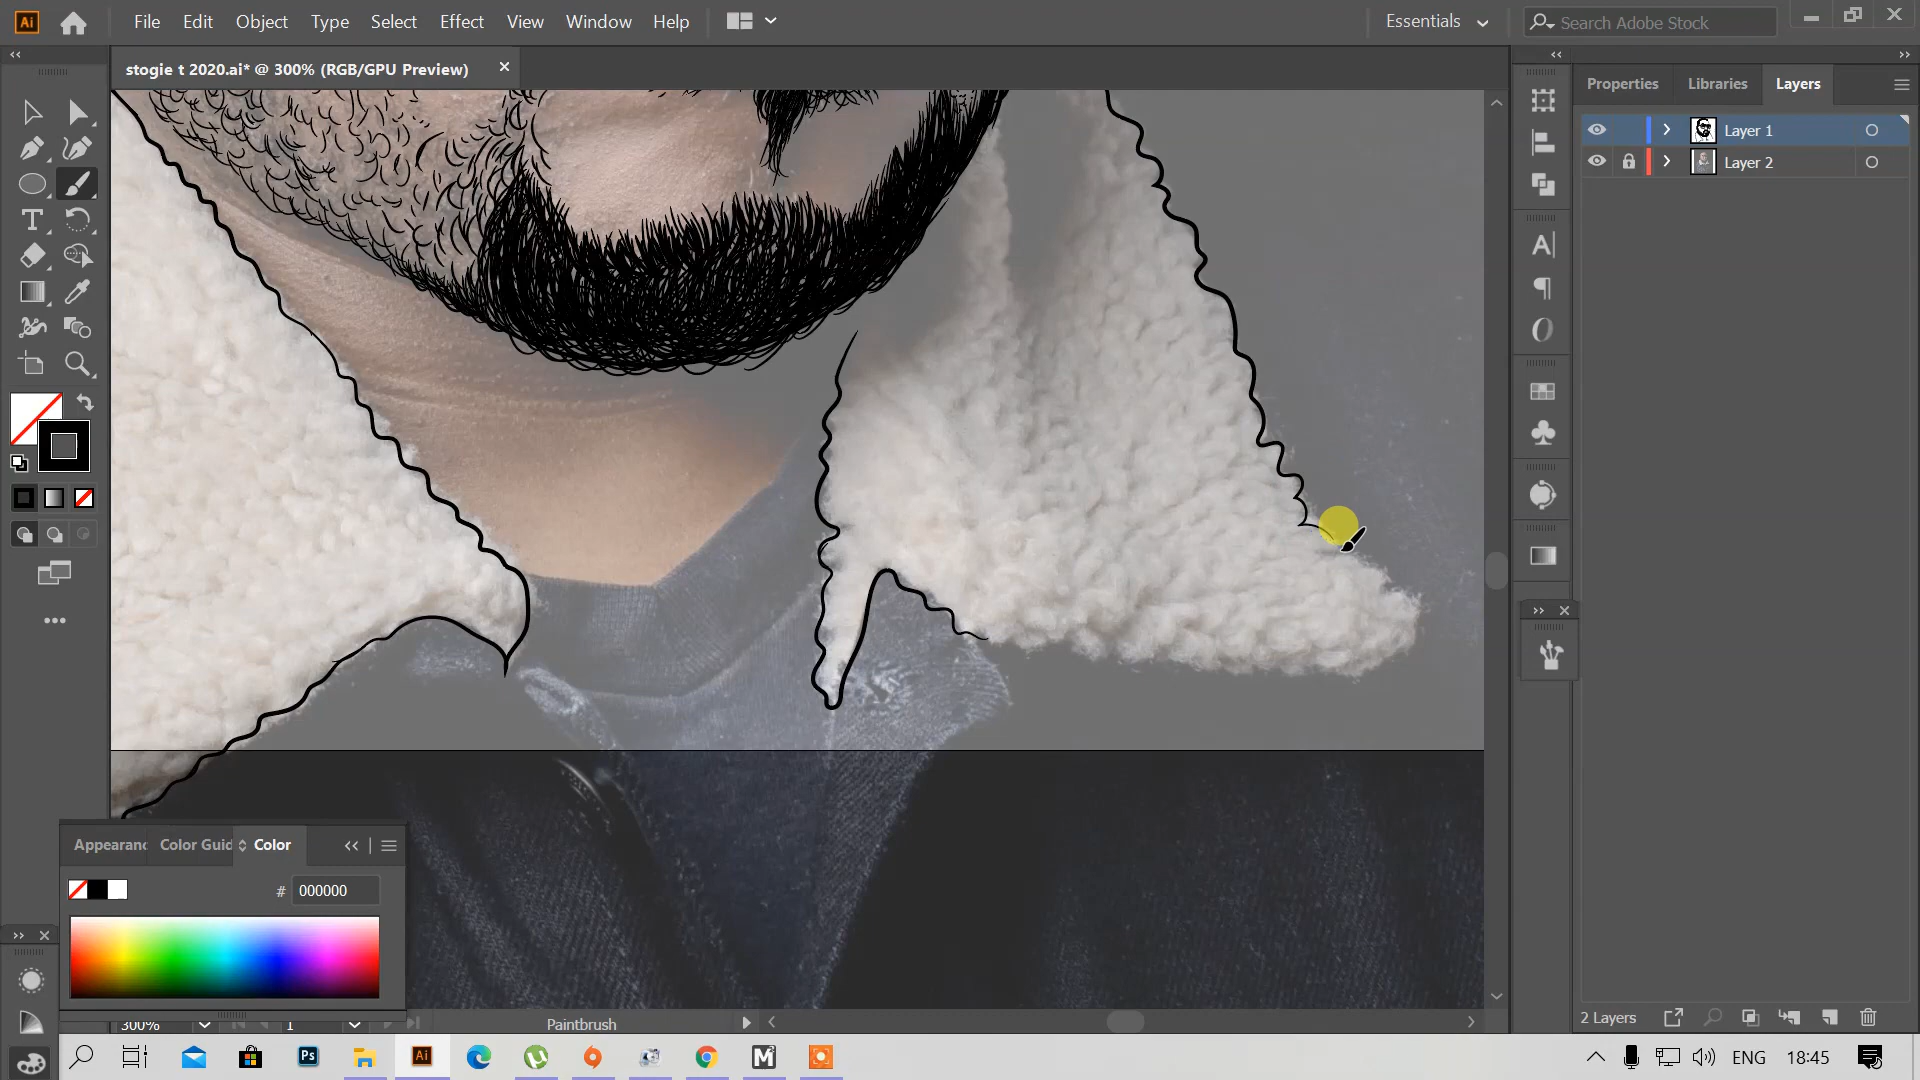 Ai File Edit Object Type Select Effect View Window Help Essentials Search Adobe Stock
stogie t 2020.ai* @ 300% (RGB/GPU Preview)
Properties Libraries Layers
Layer 1
Layer 2
Appearanc Color Guid Color
# 000000
300% 1 Paintbrush
2 Layers
Ps Ai M ENG 18:45